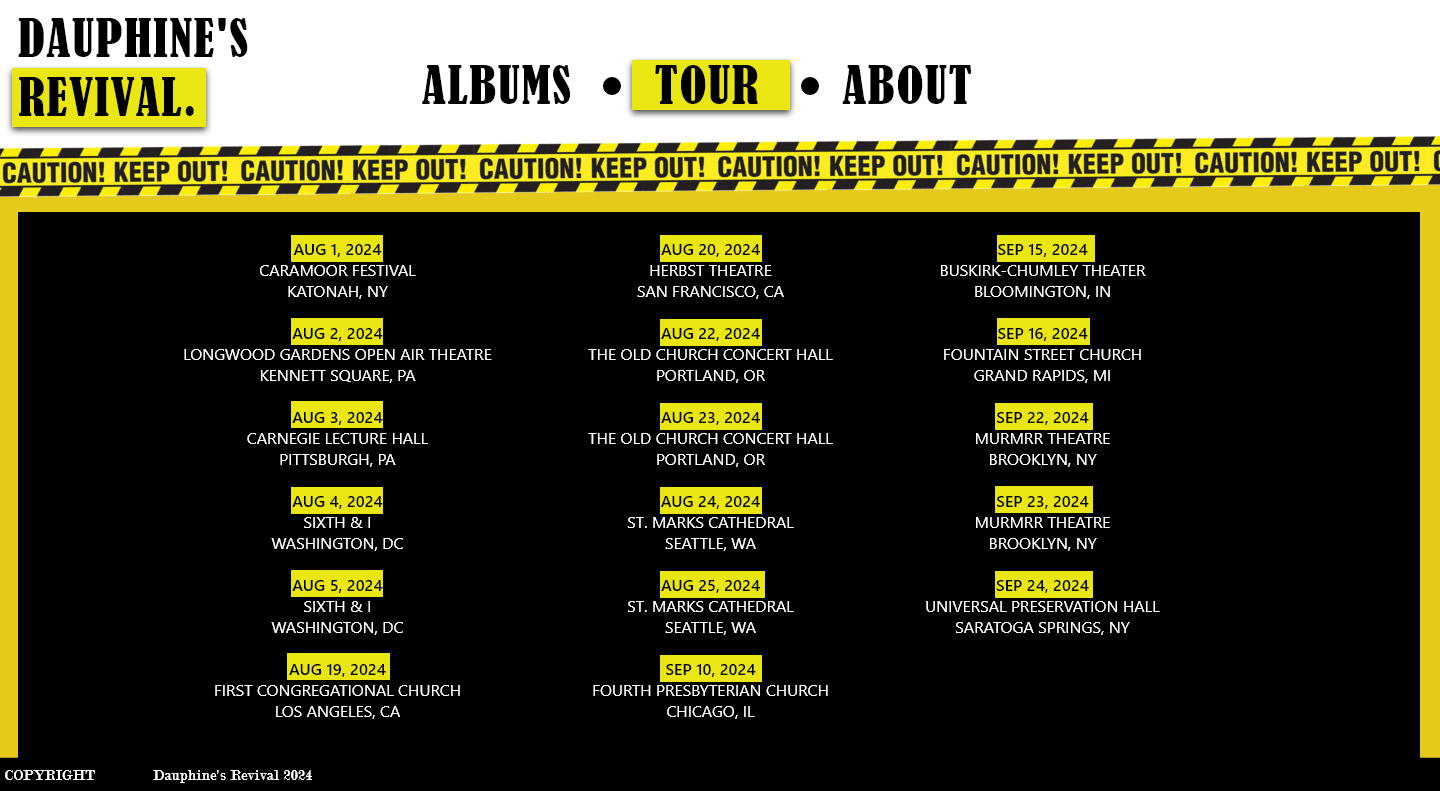 DAUPHINE'S
REVIVAL.
ALBUMS • TOUR • ABOUT
CAUTION! KEEP OUT! CAUTION! KEEP OUT! CAUTION! KEEP OUT! CAUTION! KEEP OUT! CAUTION! KEEP OUT! CAUTION! KEEP OUT!
AUG 1, 2024
CARAMOOR FESTIVAL
KATONAH, NY
AUG 2, 2024
LONGWOOD GARDENS OPEN AIR THEATRE
KENNETT SQUARE, PA
AUG 3, 2024
CARNEGIE LECTURE HALL
PITTSBURGH, PA
AUG 4, 2024
SIXTH & I
WASHINGTON, DC
AUG 5, 2024
SIXTH & I
WASHINGTON, DC
AUG 19, 2024
FIRST CONGREGATIONAL CHURCH
LOS ANGELES, CA
AUG 20, 2024
HERBST THEATRE
SAN FRANCISCO, CA
AUG 22, 2024
THE OLD CHURCH CONCERT HALL
PORTLAND, OR
AUG 23, 2024
THE OLD CHURCH CONCERT HALL
PORTLAND, OR
AUG 24, 2024
ST. MARKS CATHEDRAL
SEATTLE, WA
AUG 25, 2024
ST. MARKS CATHEDRAL
SEATTLE, WA
SEP 10, 2024
FOURTH PRESBYTERIAN CHURCH
CHICAGO, IL
SEP 15, 2024
BUSKIRK-CHUMLEY THEATER
BLOOMINGTON, IN
SEP 16, 2024
FOUNTAIN STREET CHURCH
GRAND RAPIDS, MI
SEP 22, 2024
MURMRR THEATRE
BROOKLYN, NY
SEP 23, 2024
MURMRR THEATRE
BROOKLYN, NY
SEP 24, 2024
UNIVERSAL PRESERVATION HALL
SARATOGA SPRINGS, NY
COPYRIGHT Dauphine's Revival 2024